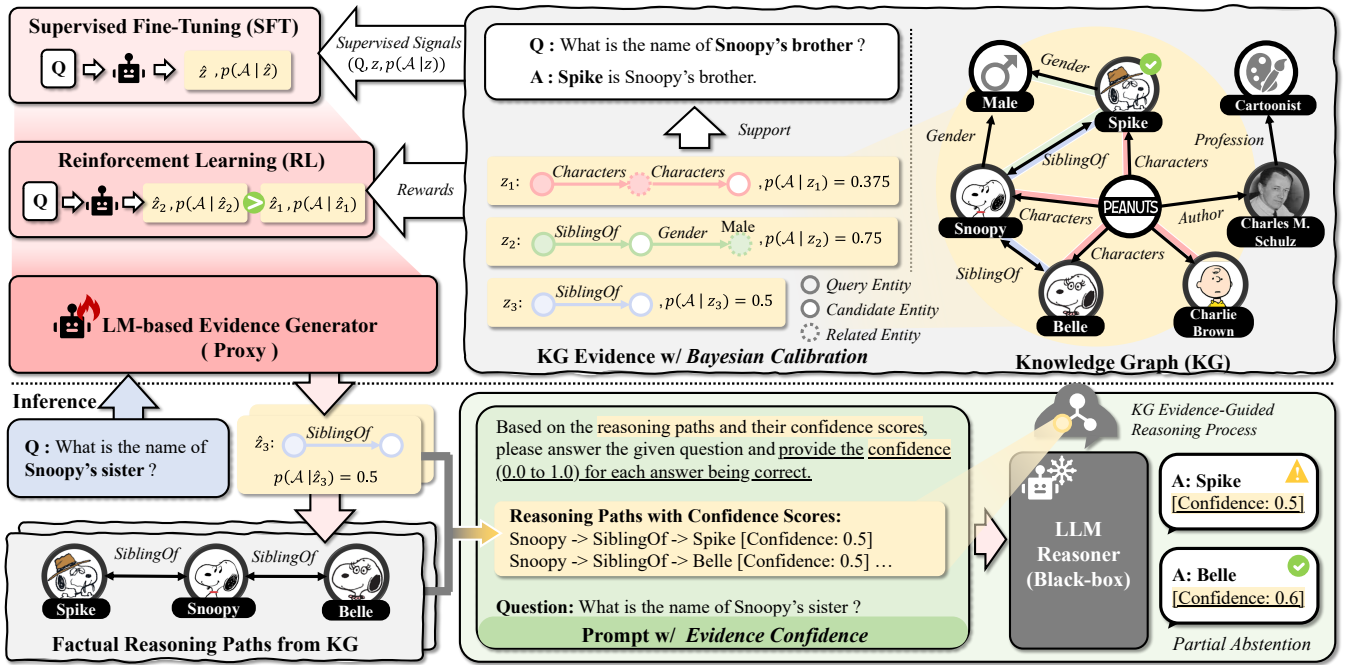 Supervised Fine-Tuning (SFT)
Q
ẑ , p(𝒜 | ẑ)
Supervised Signals
(Q, z, p(𝒜 | z))
Reinforcement Learning (RL)
Q
ẑ₂ , p(𝒜 | ẑ₂)
>
ẑ₁ , p(𝒜 | ẑ₁)
Rewards
LM-based Evidence Generator
( Proxy )
Q : What is the name of Snoopy's brother ?
A : Spike is Snoopy's brother.
Support
z₁: Characters Characters , p(𝒜 | z₁) = 0.375
z₂: SiblingOf Gender Male , p(𝒜 | z₂) = 0.75
z₃: SiblingOf , p(𝒜 | z₃) = 0.5
Query Entity
Candidate Entity
Related Entity
KG Evidence w/ Bayesian Calibration
Male
Gender
Spike
Cartoonist
Gender
SiblingOf
Characters
Profession
Snoopy
Characters
PEANUTS
Author
Charles M.
Schulz
SiblingOf
Characters
Belle
Charlie
Brown
Knowledge Graph (KG)
Inference
Q : What is the name of
Snoopy's sister ?
ẑ₃: SiblingOf
p(𝒜 | ẑ₃) = 0.5
SiblingOf
SiblingOf
Spike
Snoopy
Belle
Factual Reasoning Paths from KG
Based on the reasoning paths and their confidence scores,
please answer the given question and provide the confidence
(0.0 to 1.0) for each answer being correct.
Reasoning Paths with Confidence Scores:
Snoopy -> SiblingOf -> Spike [Confidence: 0.5]
Snoopy -> SiblingOf -> Belle [Confidence: 0.5] …
Question: What is the name of Snoopy's sister ?
Prompt w/ Evidence Confidence
KG Evidence-Guided
Reasoning Process
LLM
Reasoner
(Black-box)
A: Spike
[Confidence: 0.5]
A: Belle
[Confidence: 0.6]
Partial Abstention